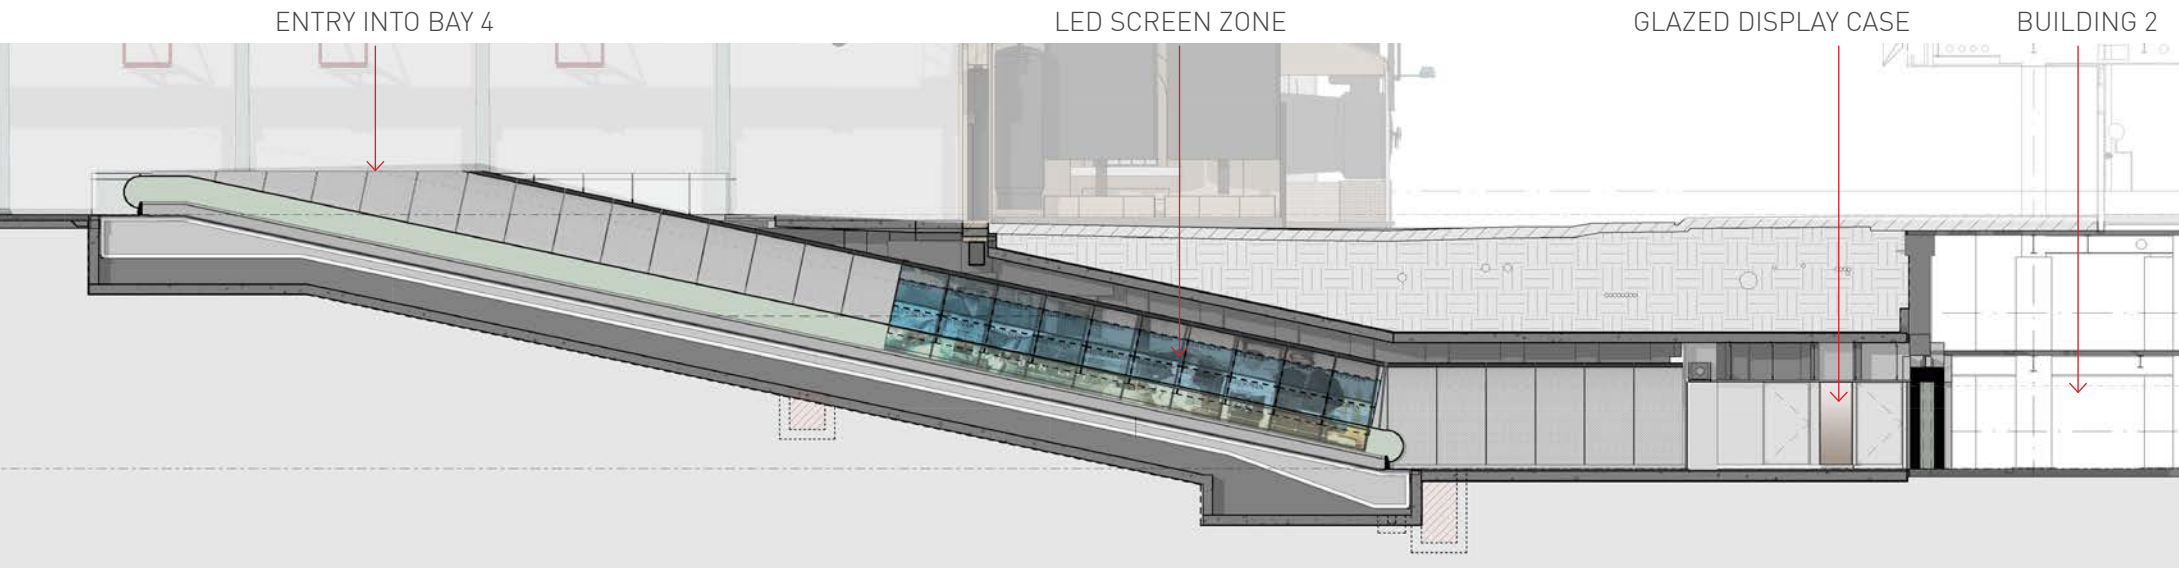 ENTRY INTO BAY 4
LED SCREEN ZONE
GLAZED DISPLAY CASE
BUILDING 2